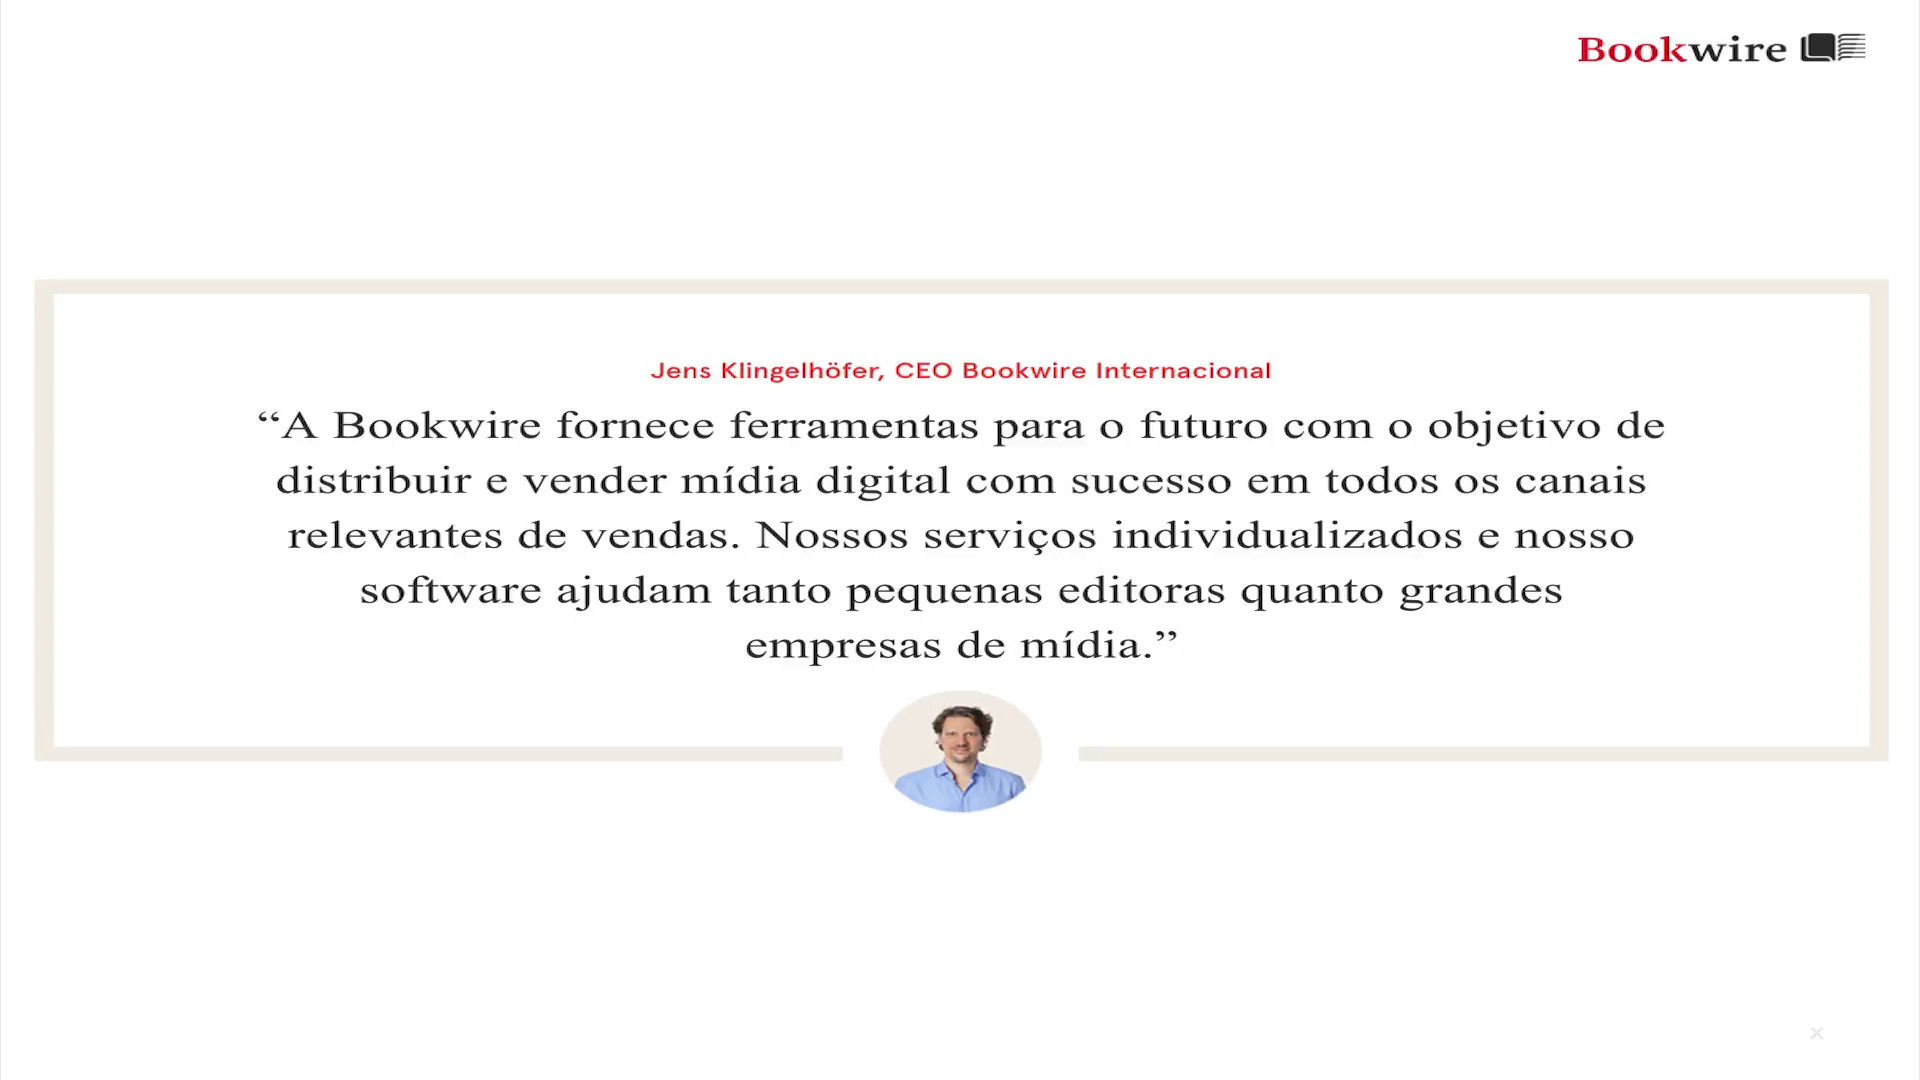 Bookwire
Jens Klingelhöfer, CEO Bookwire Internacional
“A Bookwire fornece ferramentas para o futuro com o objetivo de
distribuir e vender mídia digital com sucesso em todos os canais
relevantes de vendas. Nossos serviços individualizados e nosso
software ajudam tanto pequenas editoras quanto grandes
empresas de mídia.”